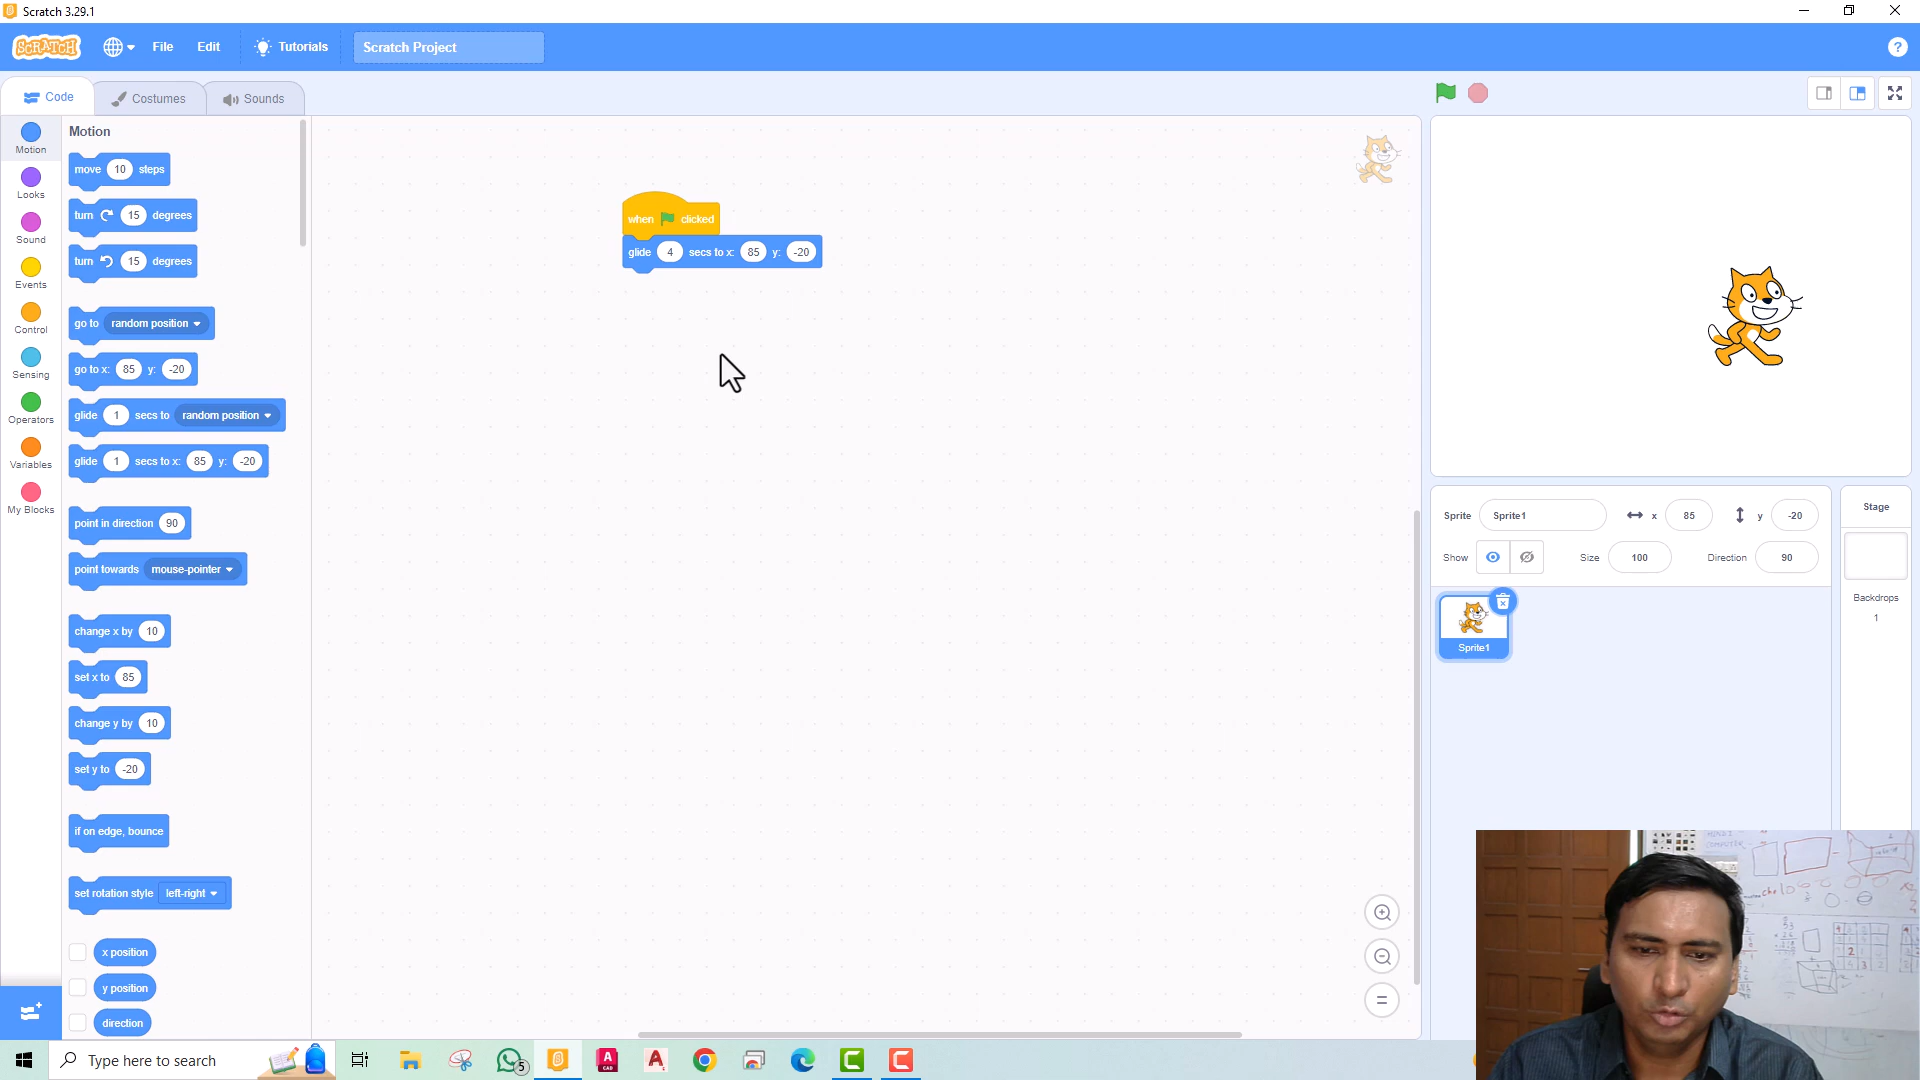 Scratch 3.29.1
SCRATCH File Edit Tutorials Scratch Project ?
Code Costumes Sounds
Motion
Looks
Sound
Events
Control
Sensing
Operators
Variables
My Blocks
Motion
move 10 steps
turn 15 degrees
turn 15 degrees
go to random position
go to x: 85 y: -20
glide 1 secs to random position
glide 1 secs to x: 85 y: -20
point in direction 90
point towards mouse-pointer
change x by 10
set x to 85
change y by 10
set y to -20
if on edge, bounce
set rotation style left-right
x position
y position
direction
when clicked
glide 4 secs to x: 85 y: -20
Sprite Sprite1 x 85 y -20
Show Size 100 Direction 90
Sprite1
Stage
Backdrops
1
Type here to search
5
A
CAD
A